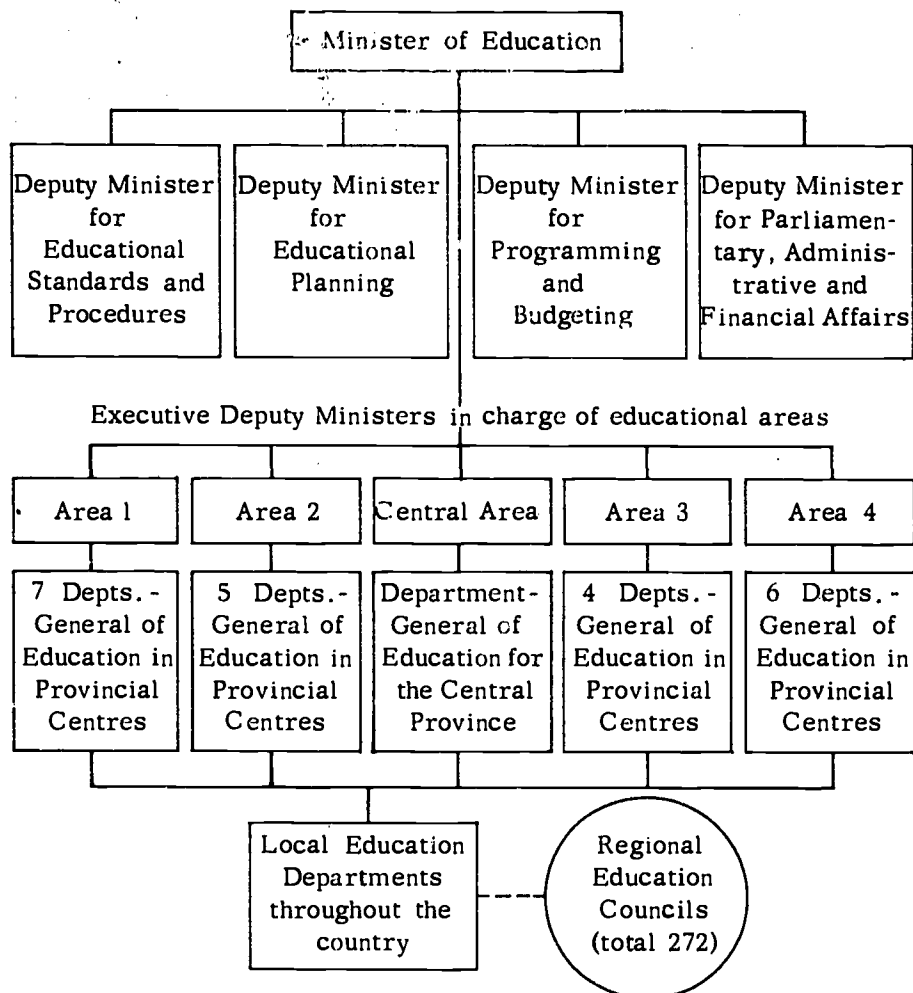 Minister of Education
Deputy Minister
for
Educational
Standards and
Procedures
Deputy Minister
for
Educational
Planning
Deputy Minister
for
Programming
and
Budgeting
Deputy Minister
for Parliamen-
tary, Adminis-
trative and
Financial Affairs
Executive Deputy Ministers in charge of educational areas
Area 1
Area 2
Central Area
Area 3
Area 4
7 Depts.-
General of
Education in
Provincial
Centres
5 Depts.-
General of
Education in
Provincial
Centres
Department-
General of
Education for
the Central
Province
4 Depts.-
General of
Education in
Provincial
Centres
6 Depts.-
General of
Education in
Provincial
Centres
Local Education
Departments
throughout the
country
Regional
Education
Councils
(total 272)